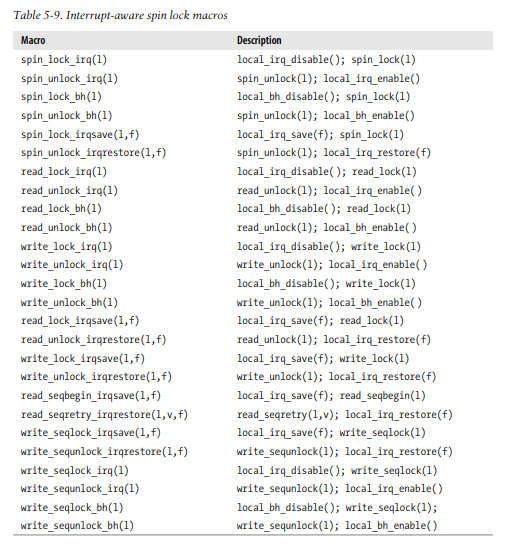 Table 5-9. Interrupt-aware spin lock macros
Macro Description
spin_lock_irq(l) local_irq_disable(); spin_lock(l)
spin_unlock_irq(l) spin_unlock(l); local_irq_enable()
spin_lock_bh(l) local_bh_disable(); spin_lock(l)
spin_unlock_bh(l) spin_unlock(l); local_bh_enable()
spin_lock_irqsave(l,f) local_irq_save(f); spin_lock(l)
spin_unlock_irqrestore(l,f) spin_unlock(l); local_irq_restore(f)
read_lock_irq(l) local_irq_disable(); read_lock(l)
read_unlock_irq(l) read_unlock(l); local_irq_enable()
read_lock_bh(l) local_bh_disable(); read_lock(l)
read_unlock_bh(l) read_unlock(l); local_bh_enable()
write_lock_irq(l) local_irq_disable(); write_lock(l)
write_unlock_irq(l) write_unlock(l); local_irq_enable()
write_lock_bh(l) local_bh_disable(); write_lock(l)
write_unlock_bh(l) write_unlock(l); local_bh_enable()
read_lock_irqsave(l,f) local_irq_save(f); read_lock(l)
read_unlock_irqrestore(l,f) read_unlock(l); local_irq_restore(f)
write_lock_irqsave(l,f) local_irq_save(f); write_lock(l)
write_unlock_irqrestore(l,f) write_unlock(l); local_irq_restore(f)
read_seqbegin_irqsave(l,f) local_irq_save(f); read_seqbegin(l)
read_seqretry_irqrestore(l,v,f) read_seqretry(l,v); local_irq_restore(f)
write_seqlock_irqsave(l,f) local_irq_save(f); write_seqlock(l)
write_sequnlock_irqrestore(l,f) write_sequnlock(l); local_irq_restore(f)
write_seqlock_irq(l) local_irq_disable(); write_seqlock(l)
write_sequnlock_irq(l) write_sequnlock(l); local_irq_enable()
write_seqlock_bh(l) local_bh_disable(); write_seqlock(l);
write_sequnlock_bh(l) write_sequnlock(l); local_bh_enable()